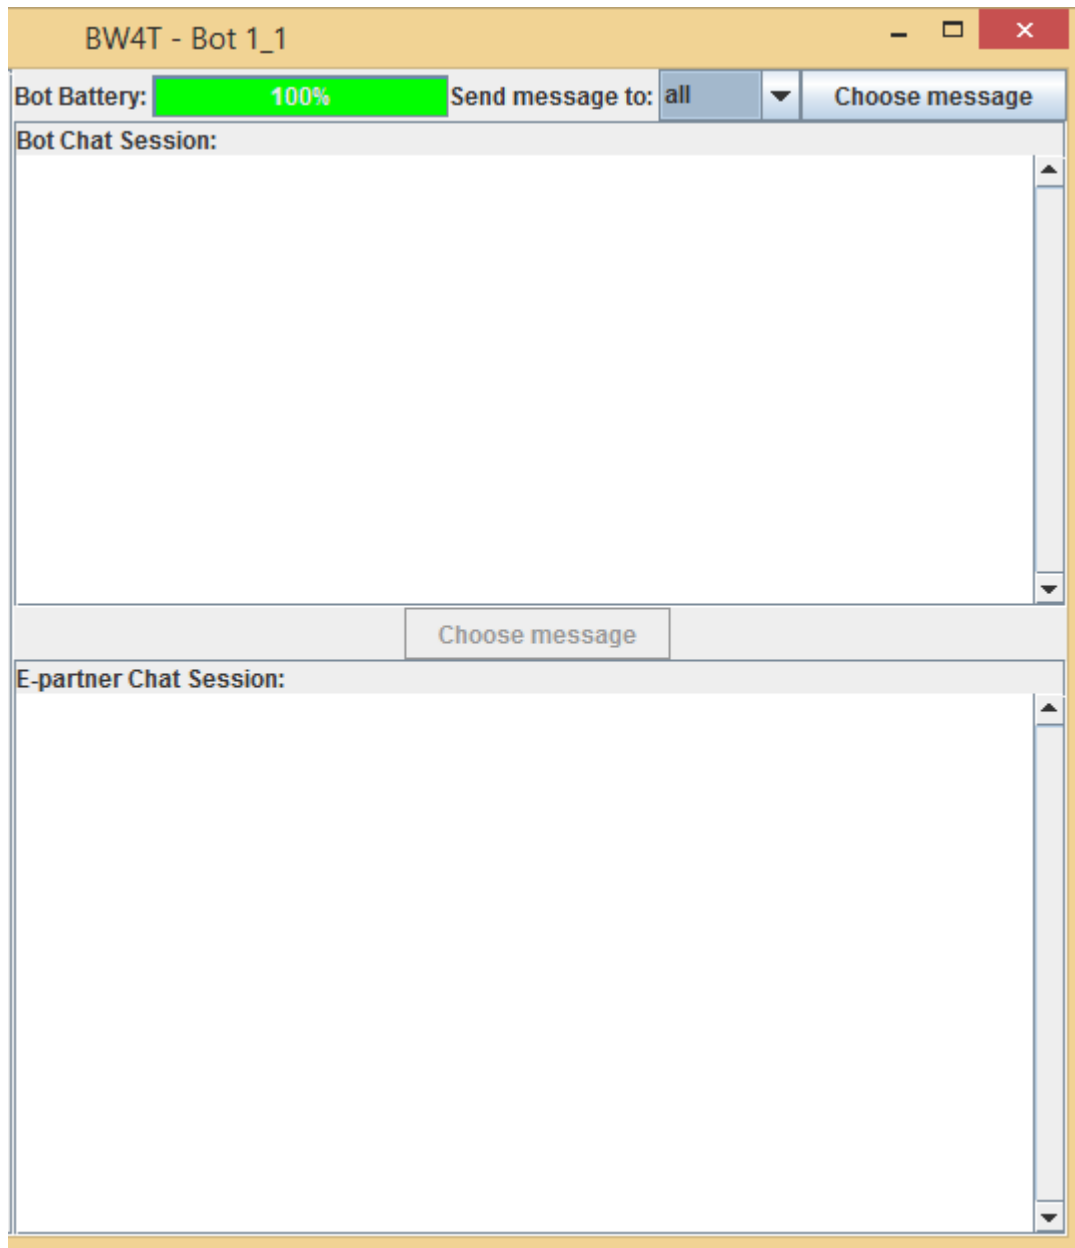 BW4T - Bot 1_1
Bot Battery: 100% Send message to: all Choose message
Bot Chat Session:
Choose message
E-partner Chat Session: